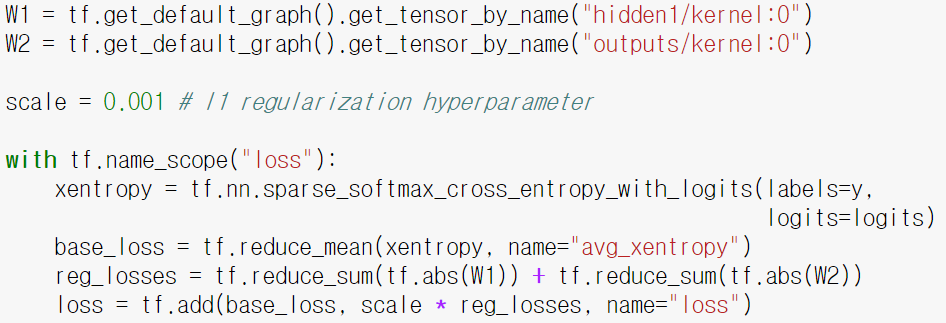 W1 = tf.get_default_graph().get_tensor_by_name("hidden1/kernel:0")
W2 = tf.get_default_graph().get_tensor_by_name("outputs/kernel:0")
scale = 0.001 # l1 regularization hyperparameter
with tf.name_scope("loss"):
    xentropy = tf.nn.sparse_softmax_cross_entropy_with_logits(labels=y,
                                                              logits=logits)
    base_loss = tf.reduce_mean(xentropy, name="avg_xentropy")
    reg_losses = tf.reduce_sum(tf.abs(W1)) + tf.reduce_sum(tf.abs(W2))
    loss = tf.add(base_loss, scale * reg_losses, name="loss")